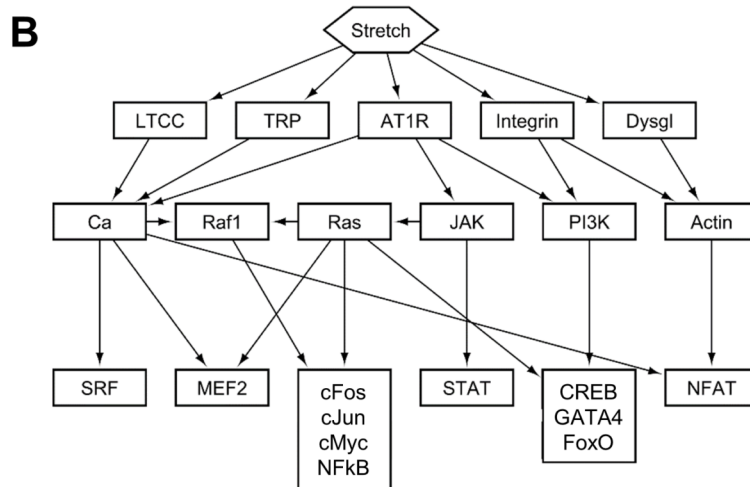 B
Stretch
LTCC
TRP
AT1R
Integrin
Dysgl
Ca
Raf1
Ras
JAK
PI3K
Actin
SRF
MEF2
cFos
cJun
cMyc
NFkB
STAT
CREB
GATA4
FoxO
NFAT